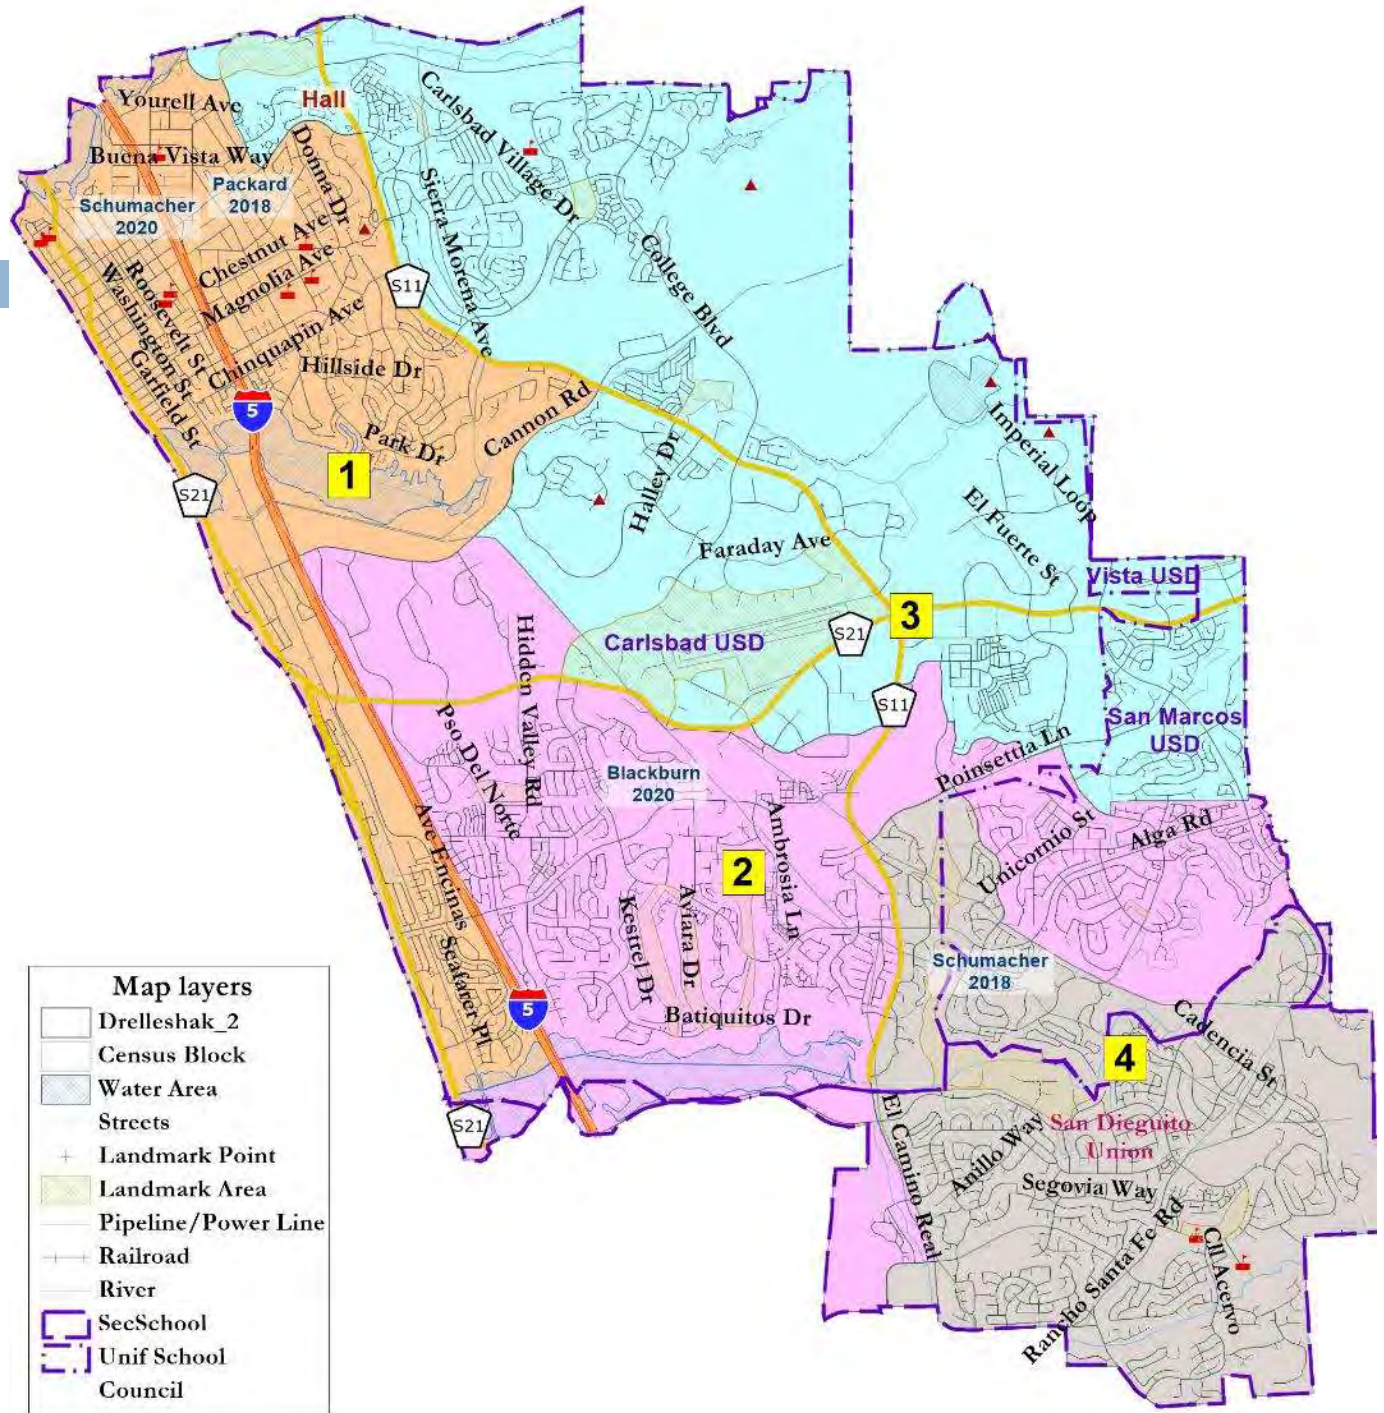 Yourell Ave
Hall
Carlsbad Village Dr
Buena Vista Way
Donna Dr
Packard
2018
Schumacher
2020
Sierra Morena Ave
Chestnut Ave
Magnolia Ave
College Blvd
S11
Roosevelt St
Washington St
Garfield St
Chinquapin Ave
Hillside Dr
5
Cannon Rd
Park Dr
1
S21
Halley Dr
Imperial Loop
El Fuerte St
Faraday Ave
Vista USD
3
S21
Carlsbad USD
Hidden Valley Rd
S11
San Marcos
USD
Pso Del Norte
Poinsettia Ln
Blackburn
2020
Ave Encinas
Ambrosia Ln
Unicornio St
Alga Rd
2
Kestrel Dr
Aviara Dr
Seafarer Pl
Schumacher
2018
5
Batiquitos Dr
Cadencia St
4
S21
El Camino Real
Anillo Way
San Dieguito
Union
Segovia Way
Rancho Santa Fe Rd
Cll Acervo
Map layers
Drelleshak_2
Census Block
Water Area
Streets
Landmark Point
Landmark Area
Pipeline/Power Line
Railroad
River
SecSchool
Unif School
Council